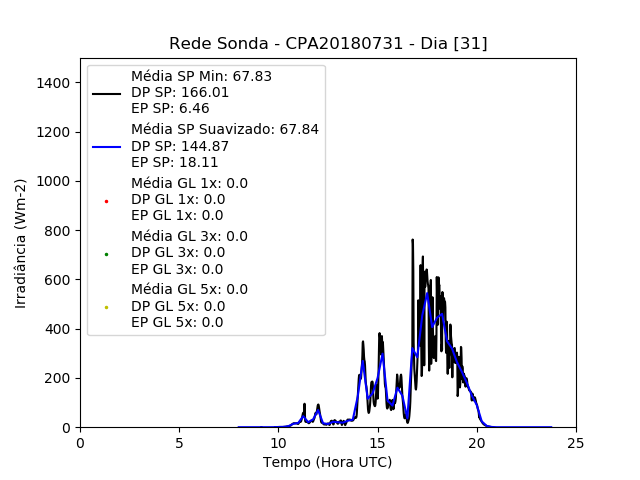 Rede Sonda - CPA20180731 - Dia [31]
Média SP Min: 67.83
DP SP: 166.01
EP SP: 6.46
Média SP Suavizado: 67.84
DP SP: 144.87
EP SP: 18.11
Média GL 1x: 0.0
DP GL 1x: 0.0
EP GL 1x: 0.0
Média GL 3x: 0.0
DP GL 3x: 0.0
EP GL 3x: 0.0
Média GL 5x: 0.0
DP GL 5x: 0.0
EP GL 5x: 0.0
1400
1200
1000
800
600
400
200
0
Irradiância (Wm-2)
0 5 10 15 20 25
Tempo (Hora UTC)